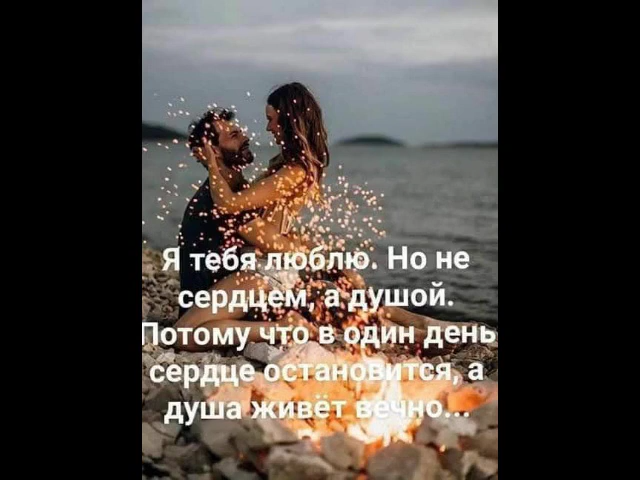 Я тебя люблю. Но не
сердцем, а душой.
Потому что в один день
сердце остановится, а
душа живёт вечно...